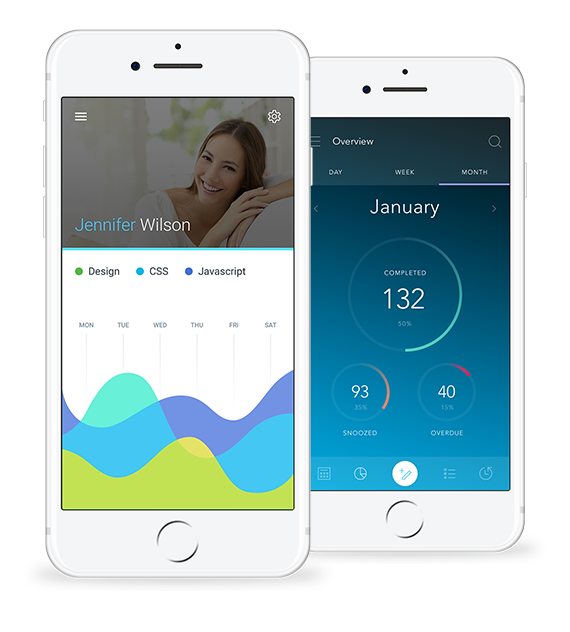 Jennifer Wilson
Design CSS Javascript
MON TUE WED THU FRI SAT
Overview
DAY WEEK MONTH
January
COMPLETED
132
50%
93 40
35% 15%
SNOOZED OVERDUE